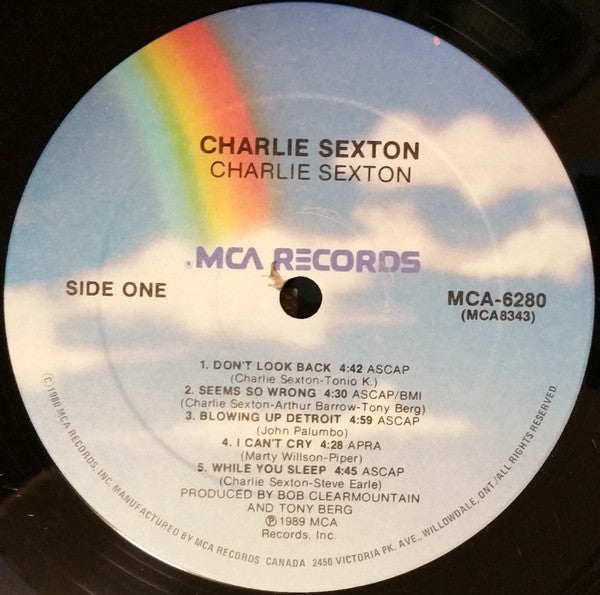 CHARLIE SEXTON
CHARLIE SEXTON
®MCA RECORDS
SIDE ONE
MCA-6280
(MCA8343)
1. DON'T LOOK BACK 4:42 ASCAP
(Charlie Sexton-Tonio K.)
2. SEEMS SO WRONG 4:30 ASCAP/BMI
(Charlie Sexton-Arthur Barrow-Tony Berg)
3. BLOWING UP DETROIT 4:59 ASCAP
(John Palumbo)
4. I CAN'T CRY 4:28 APRA
(Marty Willson-Piper)
5. WHILE YOU SLEEP 4:45 ASCAP
(Charlie Sexton-Steve Earle)
PRODUCED BY BOB CLEARMOUNTAIN
AND TONY BERG
℗ 1989 MCA
Records, Inc.
© 1980 MCA RECORDS, INC. MANUFACTURED BY MCA RECORDS CANADA 2450 VICTORIA PK. AVE., WILLOWDALE, ONT./ALL RIGHTS RESERVED.